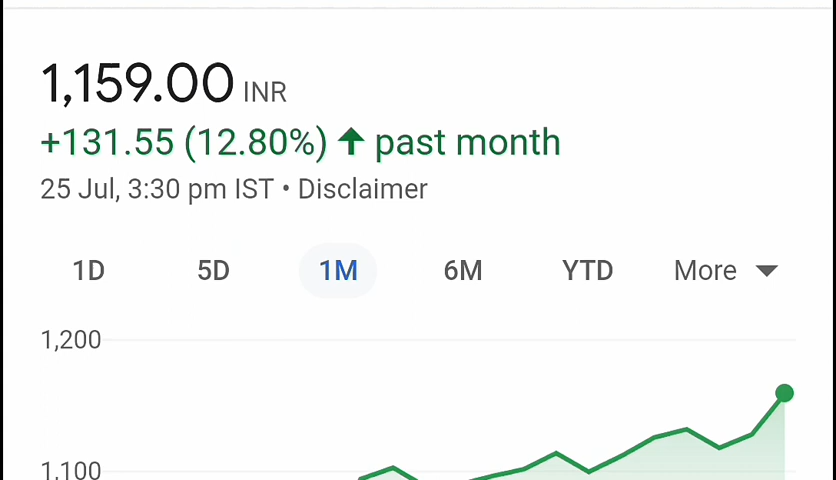 1,159.00 INR
+131.55 (12.80%) ↑ past month
25 Jul, 3:30 pm IST • Disclaimer
1D 5D 1M 6M YTD More
1,200
1,100